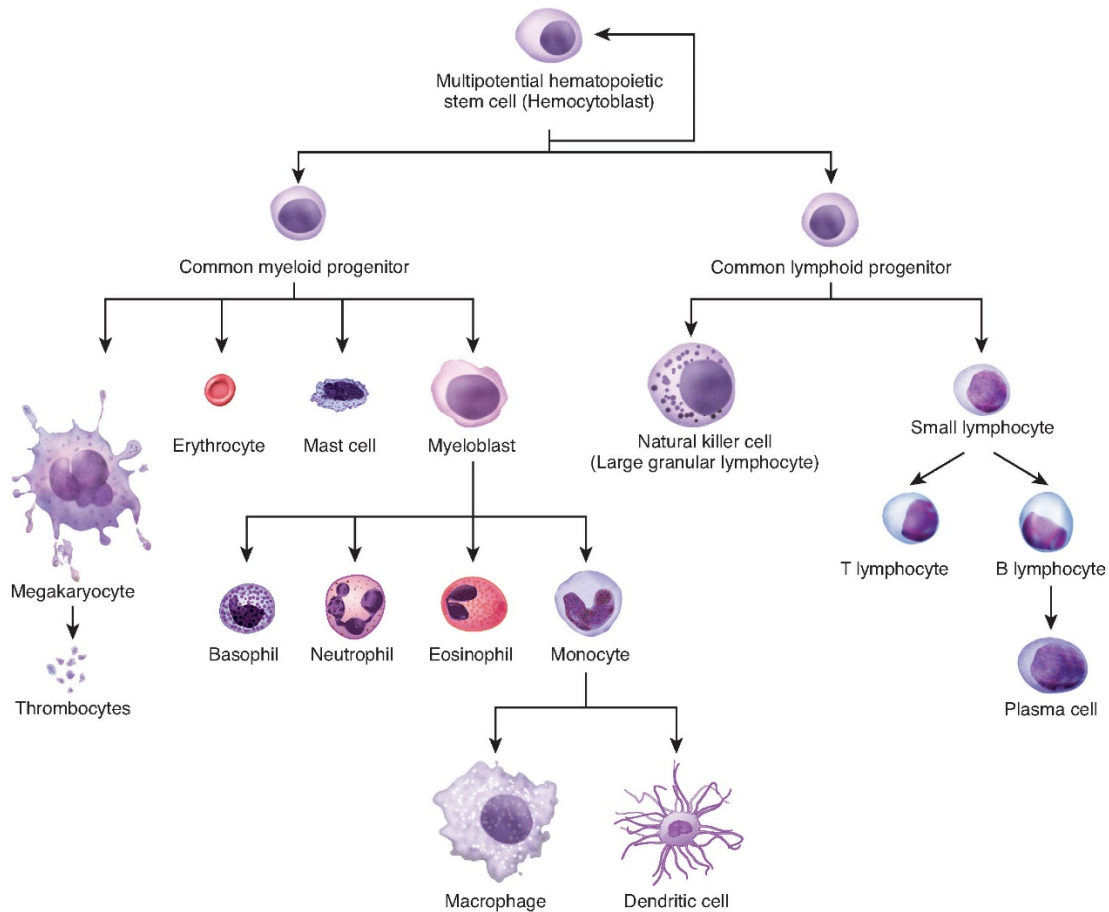 Multipotential hematopoietic
stem cell (Hemocytoblast)
Common myeloid progenitor
Common lymphoid progenitor
Erythrocyte
Mast cell
Myeloblast
Natural killer cell
(Large granular lymphocyte)
Small lymphocyte
T lymphocyte
B lymphocyte
Megakaryocyte
Basophil
Neutrophil
Eosinophil
Monocyte
Thrombocytes
Plasma cell
Macrophage
Dendritic cell